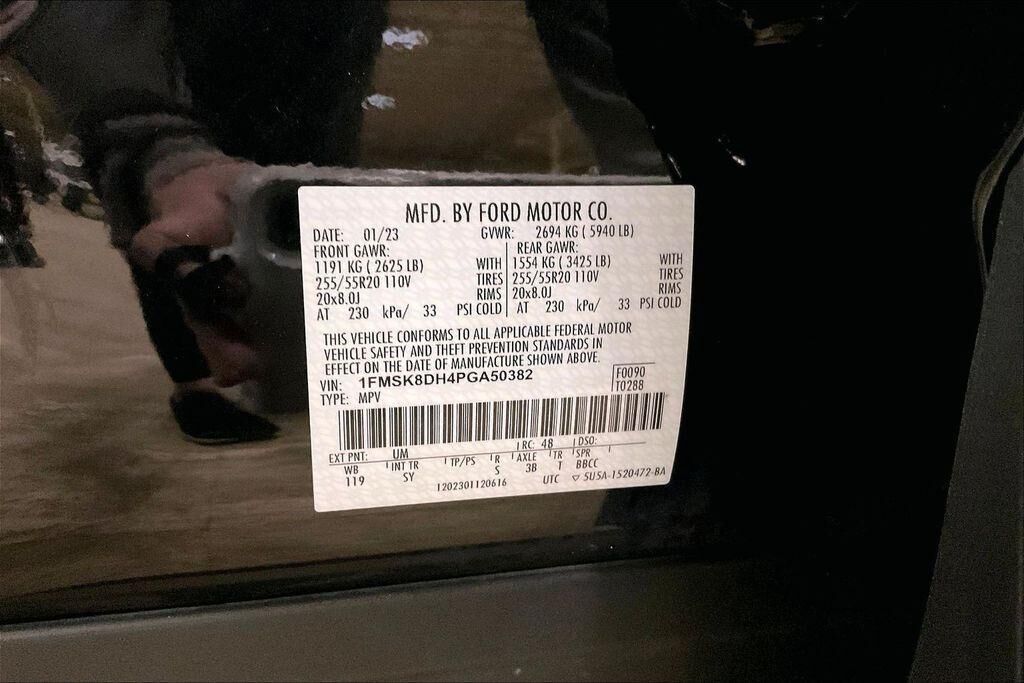 MFD. BY FORD MOTOR CO.
DATE: 01/23 GVWR: 2694 KG ( 5940 LB)
FRONT GAWR: REAR GAWR:
1191 KG ( 2625 LB) WITH 1554 KG ( 3425 LB) WITH
255/55R20 110V TIRES 255/55R20 110V TIRES
20x8.0J RIMS 20x8.0J RIMS
AT 230 kPa/ 33 PSI COLD AT 230 kPa/ 33 PSI COLD
THIS VEHICLE CONFORMS TO ALL APPLICABLE FEDERAL MOTOR
VEHICLE SAFETY AND THEFT PREVENTION STANDARDS IN
EFFECT ON THE DATE OF MANUFACTURE SHOWN ABOVE.
VIN: 1FMSK8DH4PGA50382 F0090
TYPE: MPV T0288
EXT PNT: UM RC: 48 DSO:
WB INT TR TP/PS R AXLE TR SPR
119 SY S 3B T BBCC
1202301120616 UTC ▽ 5U5A-1520472-BA